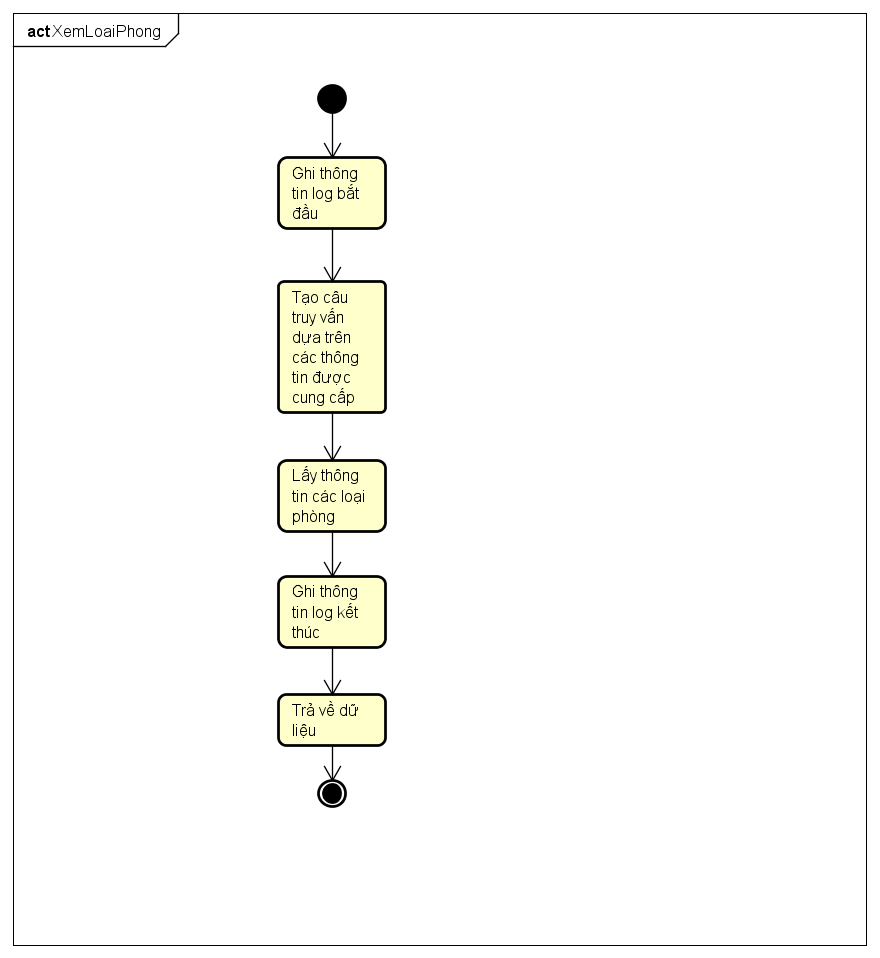 act XemLoaiPhong
Ghi thông
tin log bắt
đầu
Tạo câu
truy vấn
dựa trên
các thông
tin được
cung cấp
Lấy thông
tin các loại
phòng
Ghi thông
tin log kết
thúc
Trả về dữ
liệu